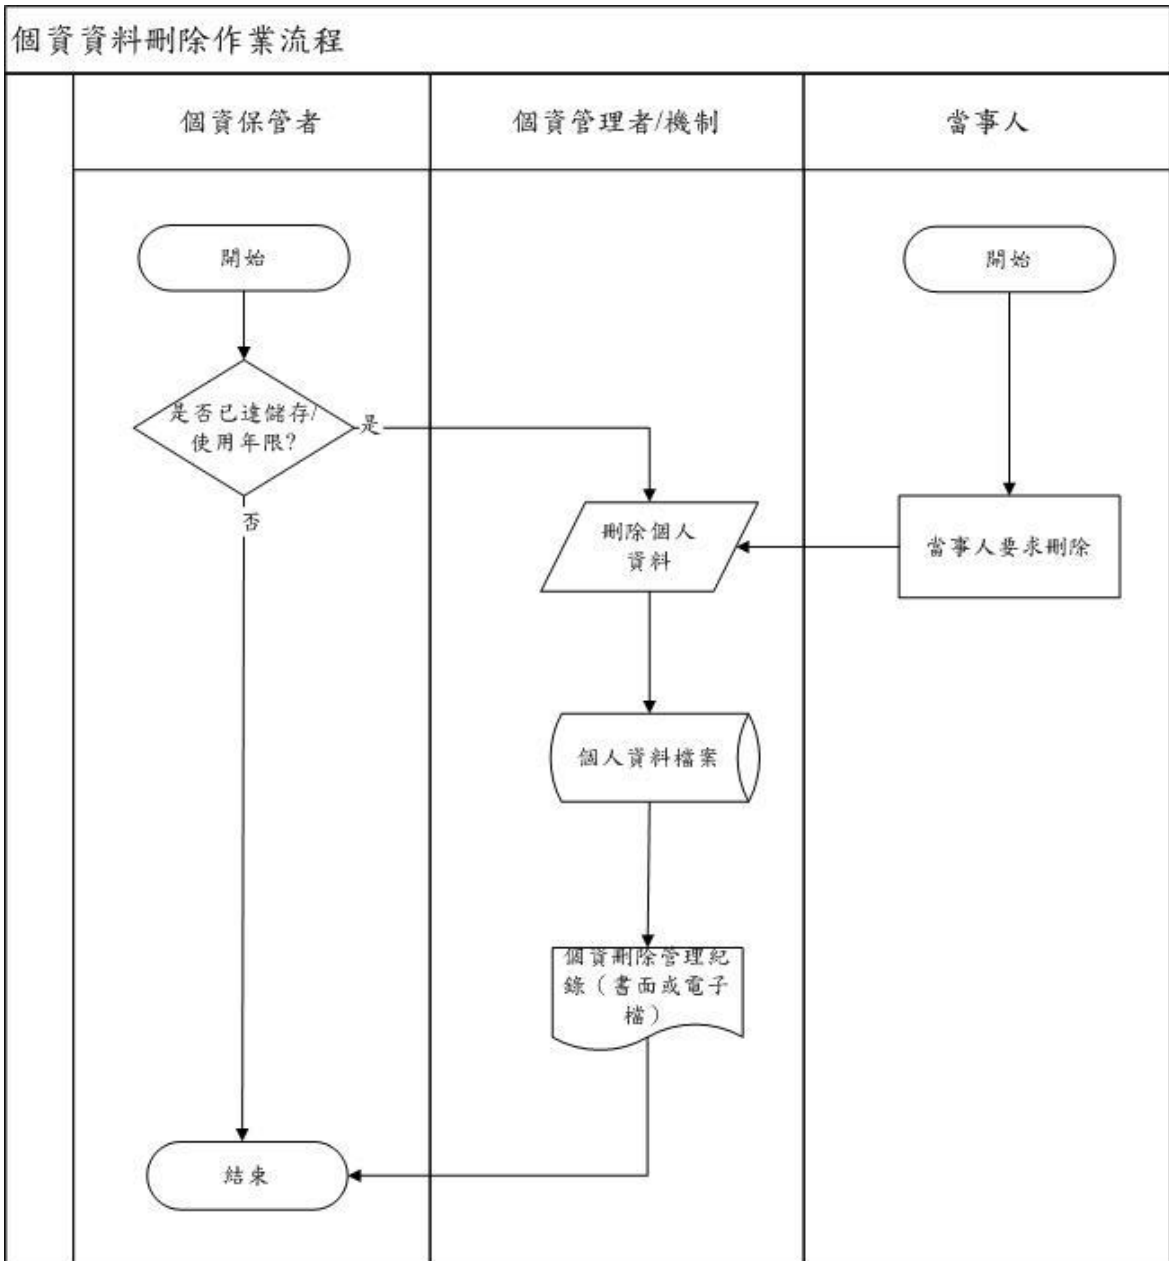 個資資料刪除作業流程
個資保管者
個資管理者/機制
當事人
開始
開始
是否已達儲存/
使用年限?
是
否
刪除個人
資料
當事人要求刪除
個人資料檔案
個資刪除管理紀
錄（書面或電子
檔）
結束